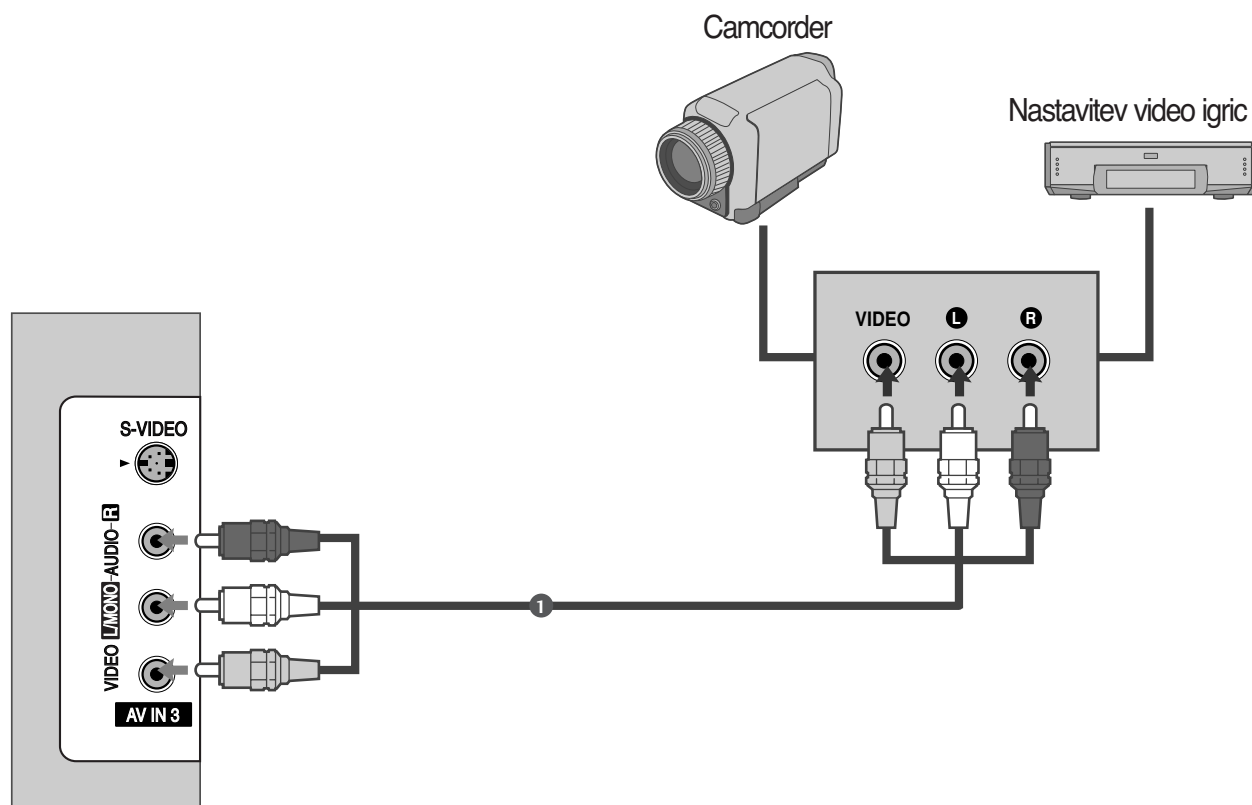 Camcorder
Nastavitev video igric
VIDEO L R
S-VIDEO
VIDEO L/MONO-AUDIO-R
1
AV IN 3